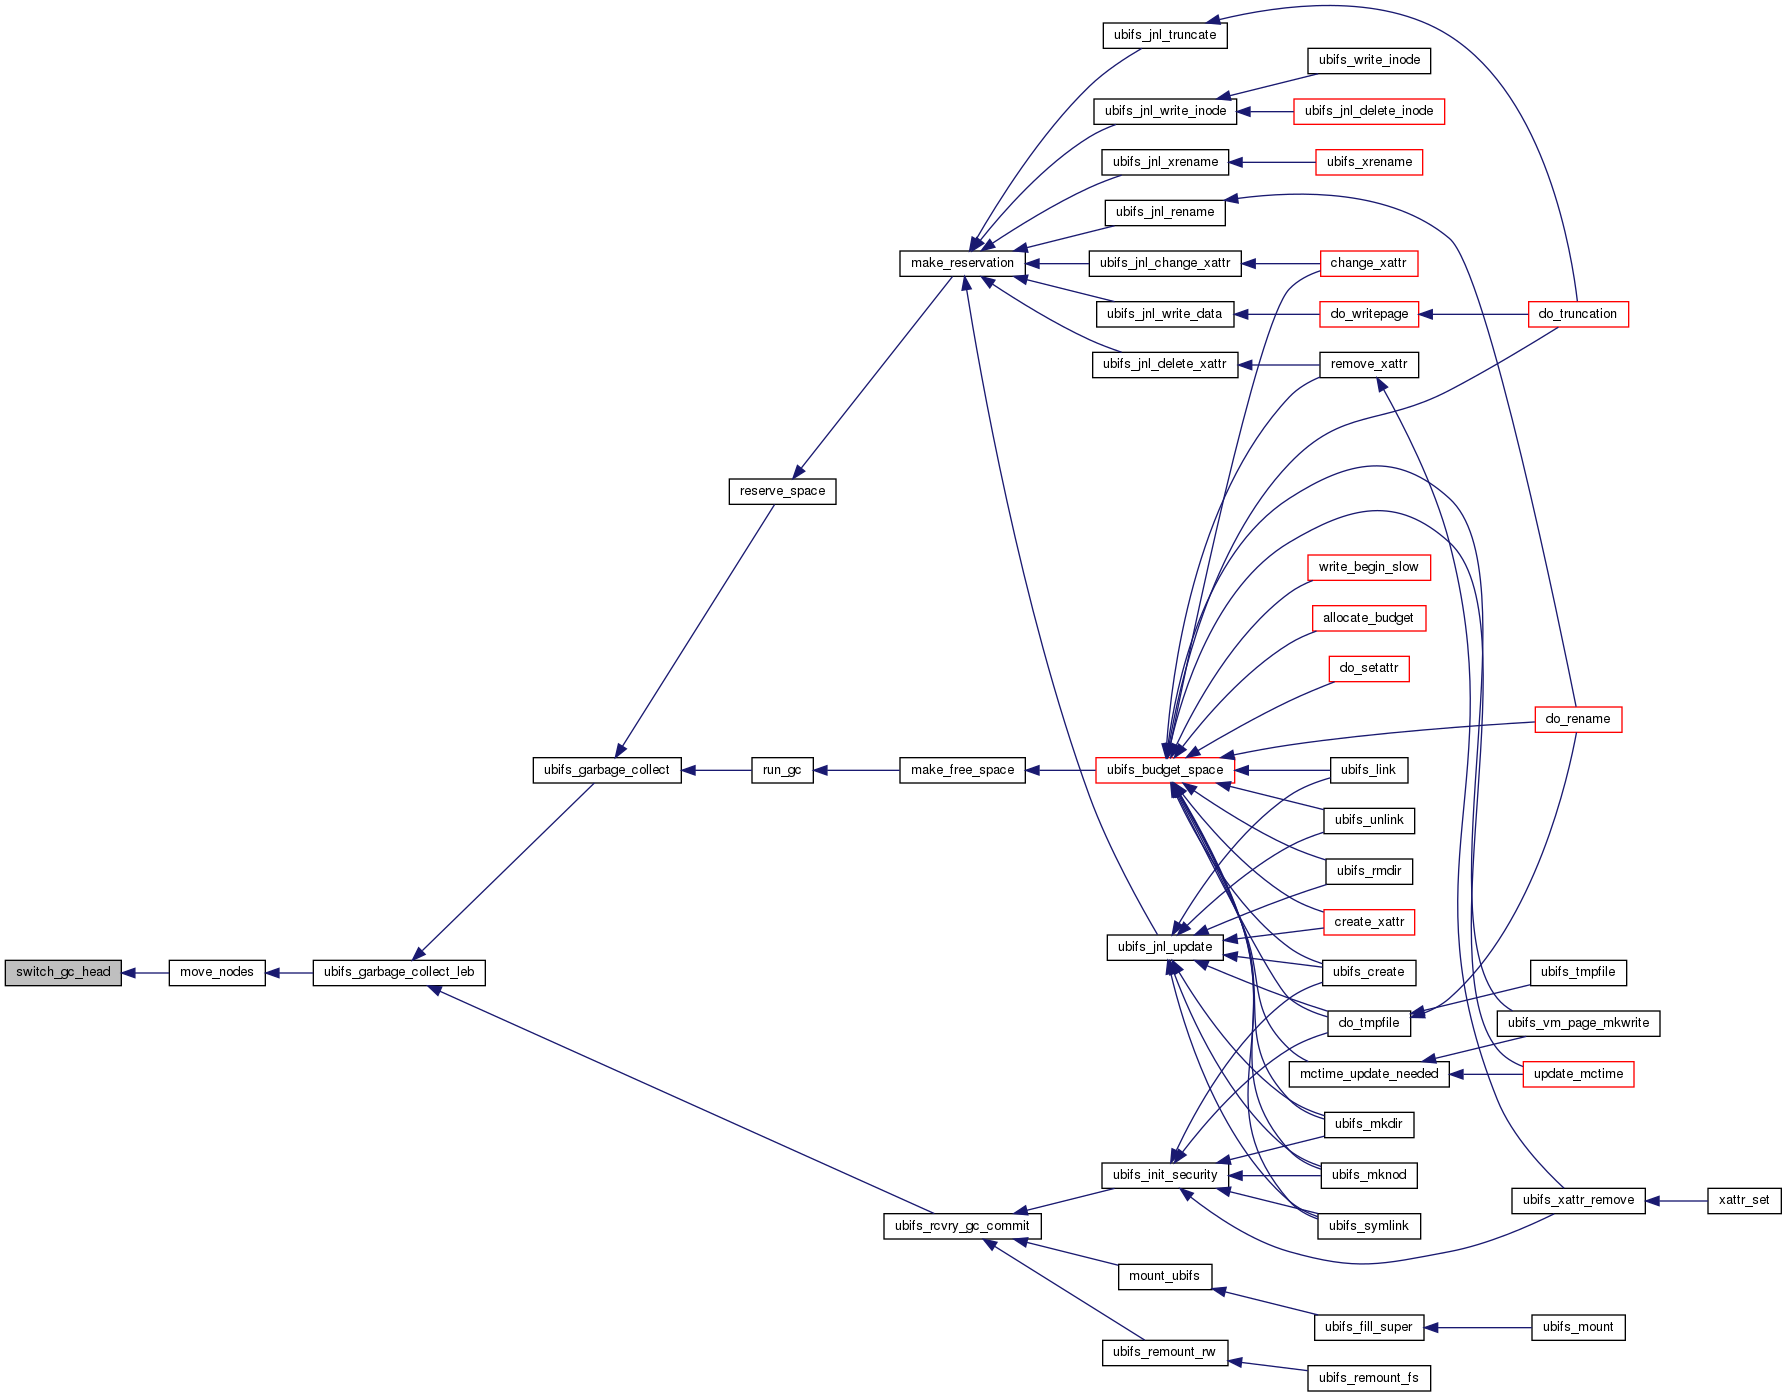 switch_gc_head
move_nodes
ubifs_garbage_collect_leb
ubifs_garbage_collect
reserve_space
run_gc
make_free_space
make_reservation
ubifs_rcvry_gc_commit
ubifs_jnl_truncate
ubifs_jnl_write_inode
ubifs_jnl_xrename
ubifs_jnl_rename
ubifs_jnl_change_xattr
ubifs_jnl_write_data
ubifs_jnl_delete_xattr
ubifs_budget_space
ubifs_jnl_update
ubifs_init_security
mount_ubifs
ubifs_remount_rw
ubifs_write_inode
ubifs_jnl_delete_inode
ubifs_xrename
change_xattr
do_writepage
remove_xattr
write_begin_slow
allocate_budget
do_setattr
ubifs_link
ubifs_unlink
ubifs_rmdir
create_xattr
ubifs_create
do_tmpfile
mctime_update_needed
ubifs_mkdir
ubifs_mknod
ubifs_symlink
ubifs_fill_super
ubifs_remount_fs
do_truncation
do_rename
ubifs_tmpfile
ubifs_vm_page_mkwrite
update_mctime
ubifs_xattr_remove
ubifs_mount
xattr_set